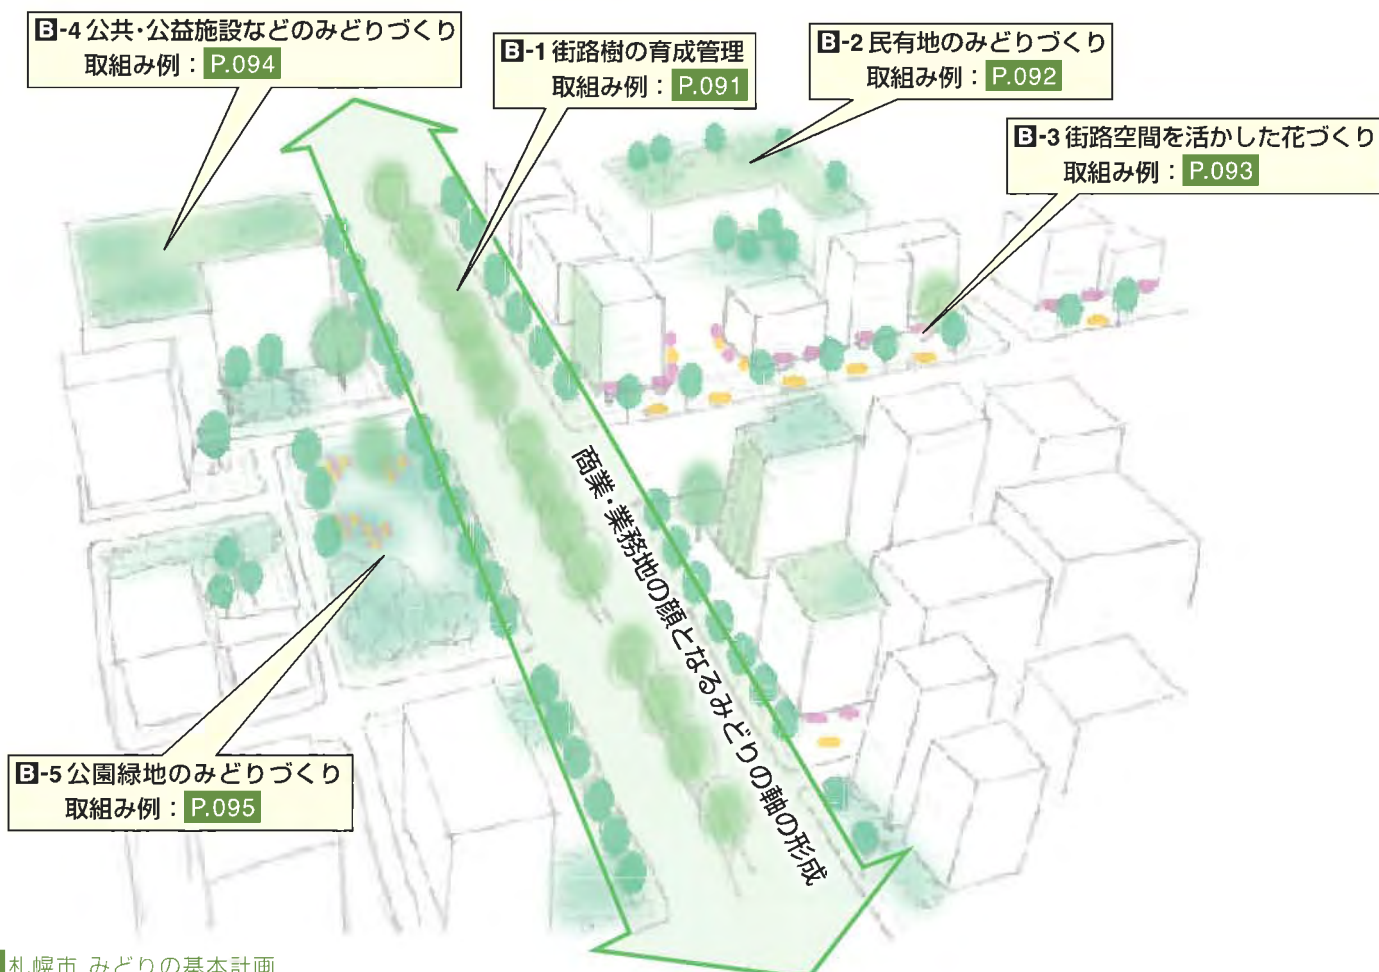 B-4 公共・公益施設などのみどりづくり
取組み例：P.094
B-1 街路樹の育成管理
取組み例：P.091
B-2 民有地のみどりづくり
取組み例：P.092
B-3 街路空間を活かした花づくり
取組み例：P.093
商業・業務地の顔となるみどりの軸の形成
B-5 公園緑地のみどりづくり
取組み例：P.095
札幌市 みどりの基本計画